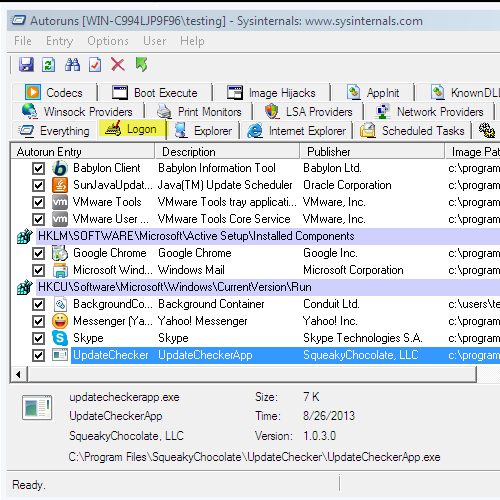 Autoruns [WIN-C994LJP9F96\testing] - Sysinternals: www.sysinternals.com
File Entry Options User Help
Codecs Boot Execute Image Hijacks AppInit KnownDLL
Winsock Providers Print Monitors LSA Providers Network Providers
Everything Logon Explorer Internet Explorer Scheduled Tasks
Autorun Entry Description Publisher Image Pat
Babylon Client Babylon Information Tool Babylon Ltd. c:\program
SunJavaUpdat... Java(TM) Update Scheduler Oracle Corporation c:\program
VMware Tools VMware Tools tray applicati... VMware, Inc. c:\program
VMware User ... VMware Tools Core Service VMware, Inc. c:\program
HKLM\SOFTWARE\Microsoft\Active Setup\Installed Components
Google Chrome Google Chrome Google Inc. c:\program
Microsoft Wind... Windows Mail Microsoft Corporation c:\program
HKCU\Software\Microsoft\Windows\CurrentVersion\Run
BackgroundCo... Background Container Conduit Ltd. c:\users\te
Messenger (Ya... Yahoo! Messenger Yahoo! Inc. c:\program
Skype Skype Skype Technologies S.A. c:\program
UpdateChecker UpdateCheckerApp SqueakyChocolate, LLC c:\program
updatecheckerapp.exe Size: 7 K
UpdateCheckerApp Time: 8/26/2013
SqueakyChocolate, LLC Version: 1.0.3.0
C:\Program Files\SqueakyChocolate\UpdateChecker\UpdateCheckerApp.exe
Ready.